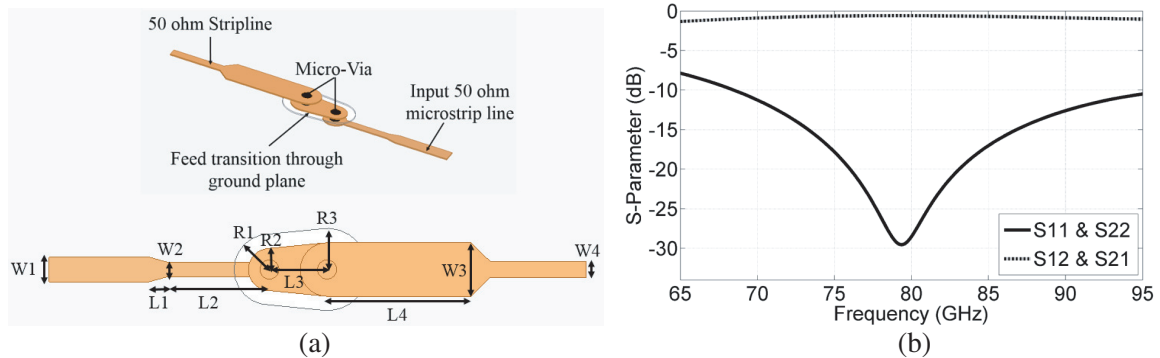 50 ohm Stripline
Micro-Via
Input 50 ohm
microstrip line
Feed transition through
ground plane
R3
R1
R2
W1
W2
L3
W3
W4
L1
L2
L4
(a)
0
-5
-10
-15
-20
-25
-30
S-Parameter (dB)
S11 & S22
S12 & S21
65
70
75
80
85
90
95
Frequency (GHz)
(b)